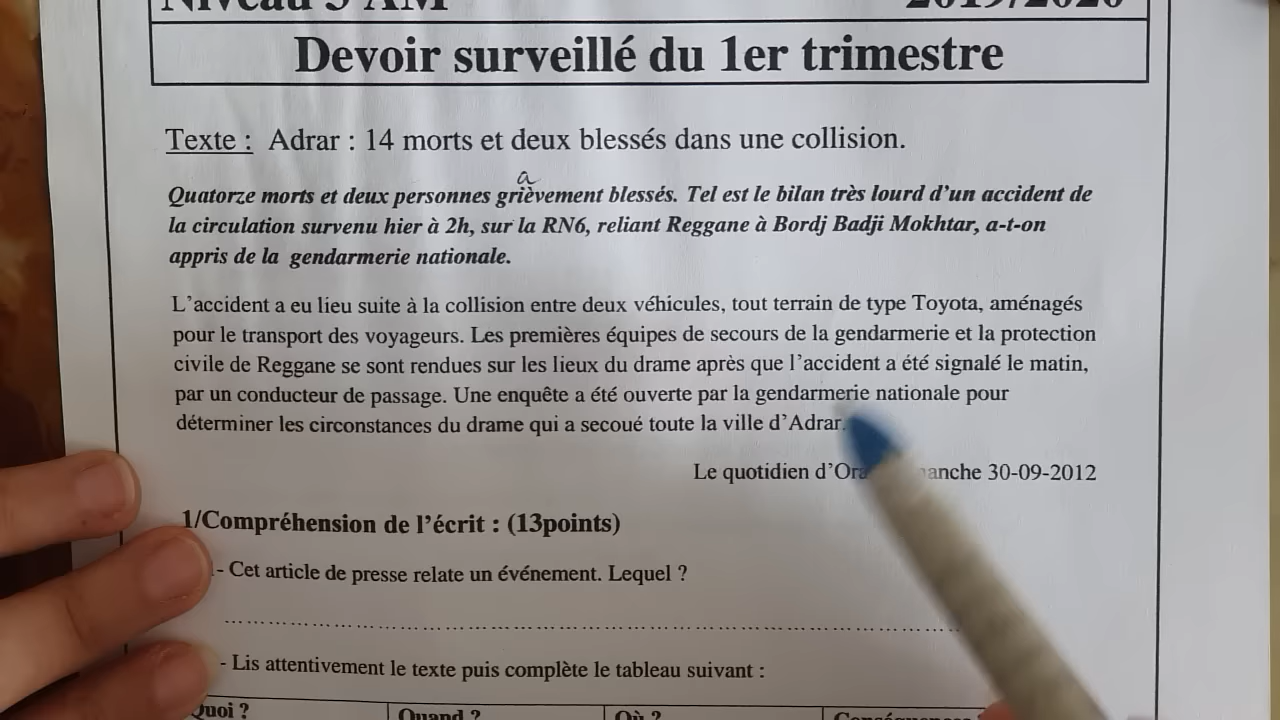 Niveau 3 AM 2019/2020
Devoir surveillé du 1er trimestre
Texte : Adrar : 14 morts et deux blessés dans une collision.
a
Quatorze morts et deux personnes grièvement blessés. Tel est le bilan très lourd d'un accident de
la circulation survenu hier à 2h, sur la RN6, reliant Reggane à Bordj Badji Mokhtar, a-t-on
appris de la gendarmerie nationale.
L'accident a eu lieu suite à la collision entre deux véhicules, tout terrain de type Toyota, aménagés
pour le transport des voyageurs. Les premières équipes de secours de la gendarmerie et la protection
civile de Reggane se sont rendues sur les lieux du drame après que l'accident a été signalé le matin,
par un conducteur de passage. Une enquête a été ouverte par la gendarmerie nationale pour
déterminer les circonstances du drame qui a secoué toute la ville d'Adrar.
Le quotidien 30-09-2012
1/Compréhension de l'écrit : (13points)
- Cet article de presse relate un événement. Lequel ?
- Lis attentivement le texte puis complète le tableau suivant :
Quoi ? Quand ? Où ?